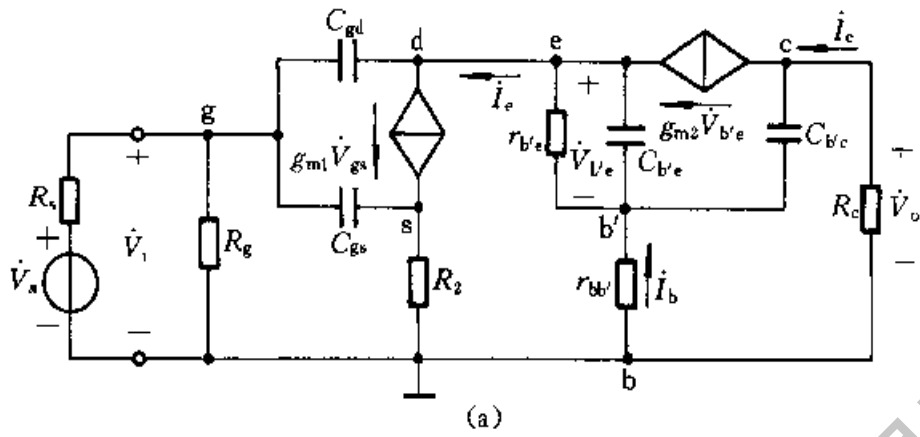 C_gd d e c İ_c
g İ_e
g_m1 V̇_gs r_b'e V̇_b'e C_b'e g_m2 V̇_b'e C_b'c
+ + + −
R_s V̇_i R_g C_gs s b' R_c V̇_o
+ V̇_s − − R_2 r_bb' İ_b −
b
(a)